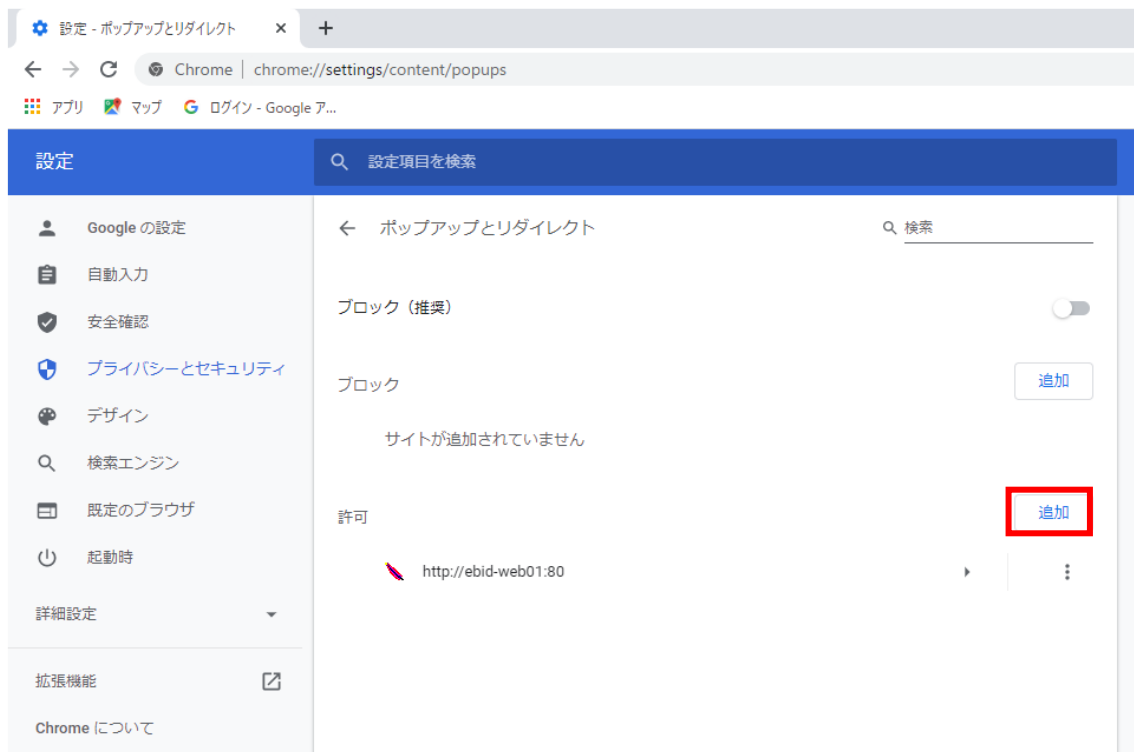 設定 - ポップアップとリダイレクト
Chrome | chrome://settings/content/popups
アプリ マップ ログイン - Google ア...
設定
設定項目を検索
Google の設定
自動入力
安全確認
プライバシーとセキュリティ
デザイン
検索エンジン
既定のブラウザ
起動時
詳細設定
拡張機能
Chrome について
ポップアップとリダイレクト
検索
ブロック（推奨）
ブロック
追加
サイトが追加されていません
許可
追加
http://ebid-web01:80